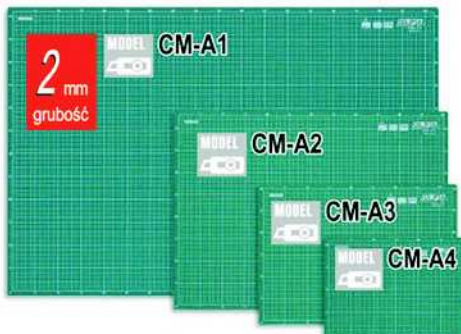 2 mm
grubość
MODEL
CM-A1
MODEL
CM-A2
MODEL
CM-A3
MODEL
CM-A4